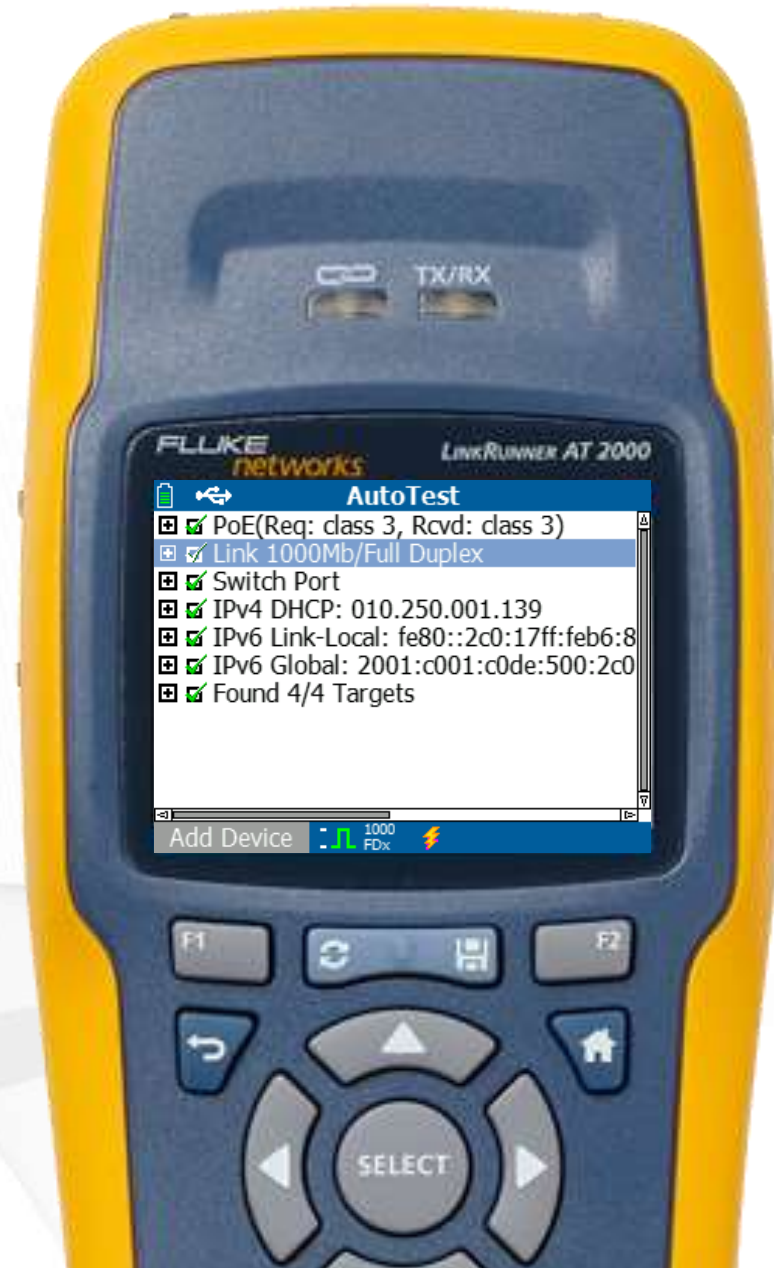 TX/RX
FLUKE
networks
LINKRUNNER AT 2000
AutoTest
PoE(Req: class 3, Rcvd: class 3)
Link 1000Mb/Full Duplex
Switch Port
IPv4 DHCP: 010.250.001.139
IPv6 Link-Local: fe80::2c0:17ff:feb6:8
IPv6 Global: 2001:c001:c0de:500:2c0
Found 4/4 Targets
Add Device
1000
FDx
F1
F2
SELECT